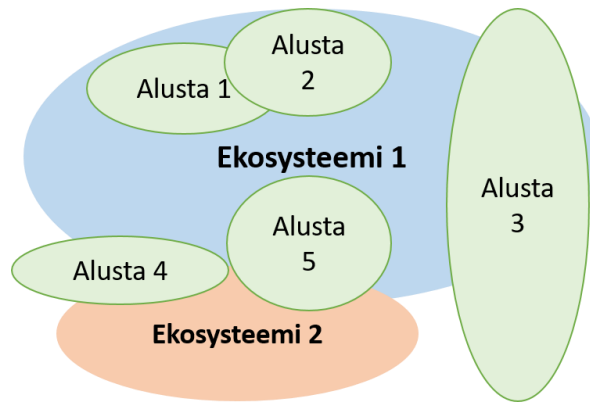 Alusta
2
Alusta 1
Ekosysteemi 1
Alusta
3
Alusta
5
Alusta 4
Ekosysteemi 2